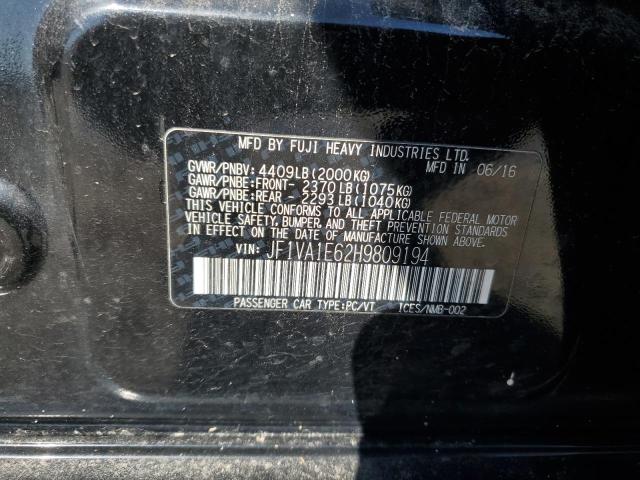 MFD BY FUJI HEAVY INDUSTRIES LTD.
MFD IN 06/16
GVWR/PNBV: 4409LB(2000KG)
GAWR/PNBE:FRONT- 2370LB(1075KG)
GAWR/PNBE:REAR - 2293LB(1040KG)
THIS VEHICLE CONFORMS TO ALL APPLICABLE FEDERAL MOTOR
VEHICLE SAFETY, BUMPER, AND THEFT PREVENTION STANDARDS
IN EFFECT ON THE DATE OF MANUFACTURE SHOWN ABOVE.
VIN: JF1VA1E62H9809194
PASSENGER CAR TYPE:PC/VT ICES/NMB-002